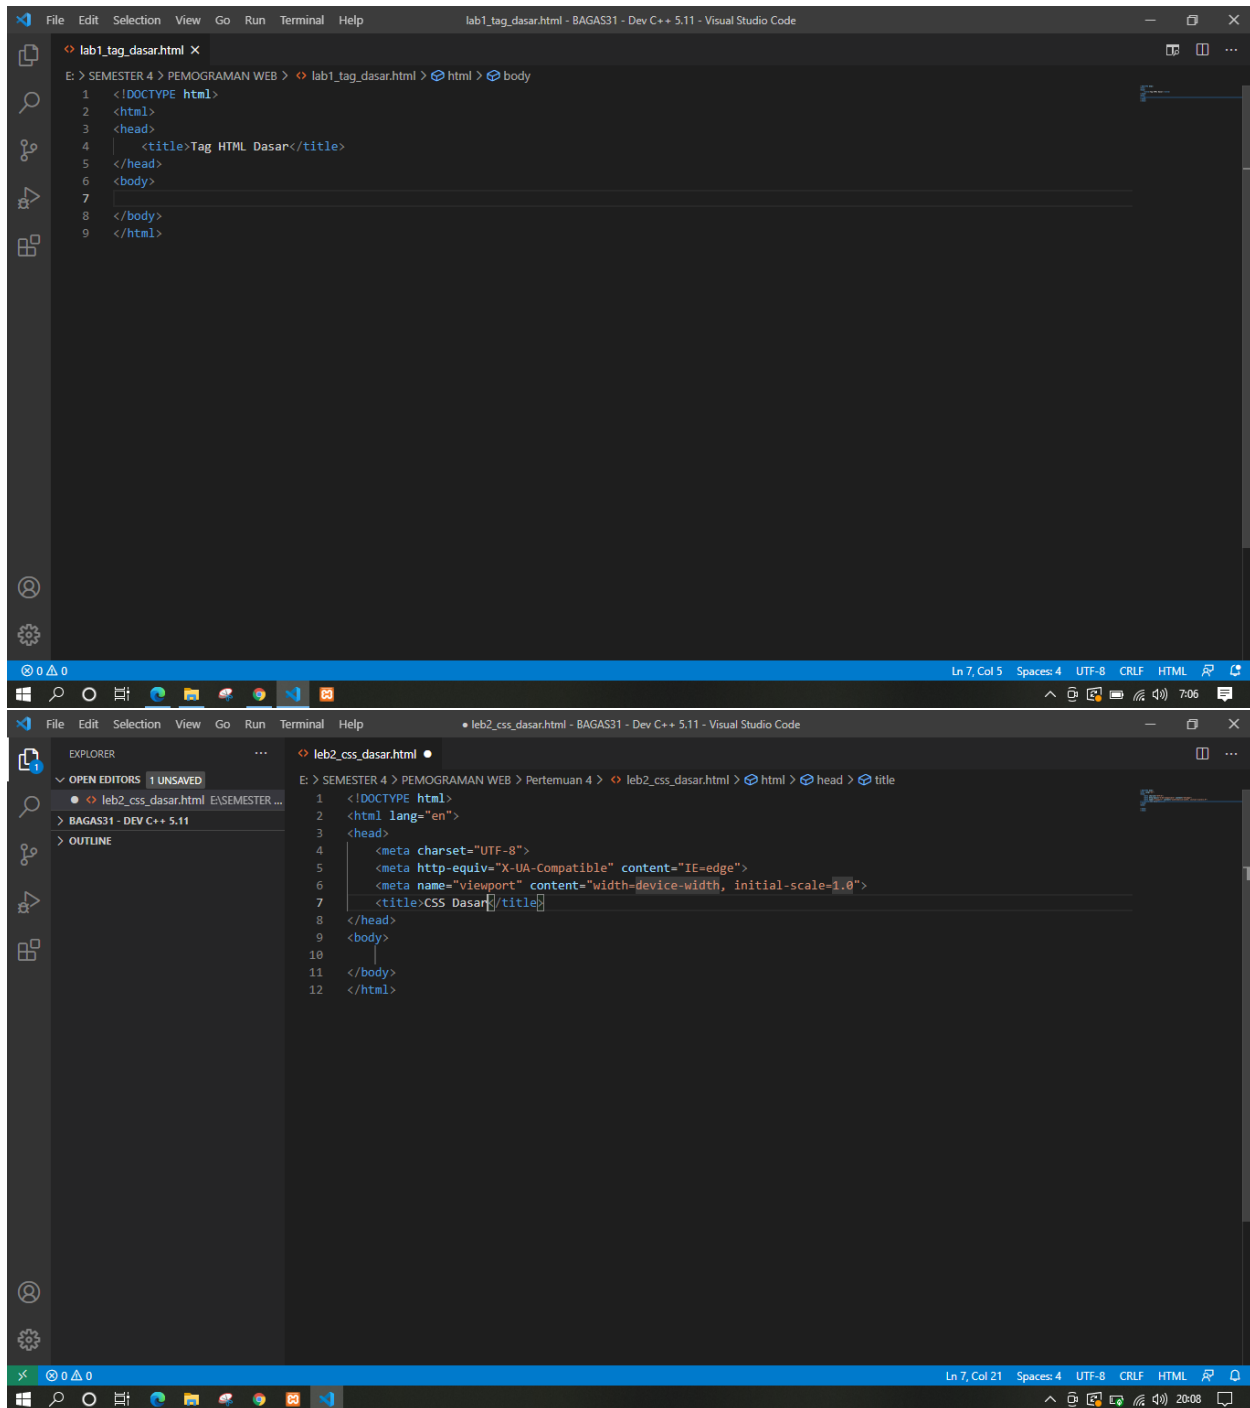 File Edit Selection View Go Run Terminal Help lab1_tag_dasar.html - BAGAS31 - Dev C++ 5.11 - Visual Studio Code
lab1_tag_dasar.html
E: > SEMESTER 4 > PEMOGRAMAN WEB > lab1_tag_dasar.html > html > body
1 <!DOCTYPE html>
2 <html>
3 <head>
4 <title>Tag HTML Dasar</title>
5 </head>
6 <body>
7
8 </body>
9 </html>
0 0 Ln 7, Col 5 Spaces: 4 UTF-8 CRLF HTML
7:06
File Edit Selection View Go Run Terminal Help ● leb2_css_dasar.html - BAGAS31 - Dev C++ 5.11 - Visual Studio Code
EXPLORER ··· leb2_css_dasar.html ●
1
OPEN EDITORS 1 UNSAVED
● leb2_css_dasar.html E:\SEMESTER ...
> BAGAS31 - DEV C++ 5.11
> OUTLINE
E: > SEMESTER 4 > PEMOGRAMAN WEB > Pertemuan 4 > leb2_css_dasar.html > html > head > title
1 <!DOCTYPE html>
2 <html lang="en">
3 <head>
4 <meta charset="UTF-8">
5 <meta http-equiv="X-UA-Compatible" content="IE=edge">
6 <meta name="viewport" content="width=device-width, initial-scale=1.0">
7 <title>CSS Dasar</title>
8 </head>
9 <body>
10
11 </body>
12 </html>
0 0 Ln 7, Col 21 Spaces: 4 UTF-8 CRLF HTML
20:08